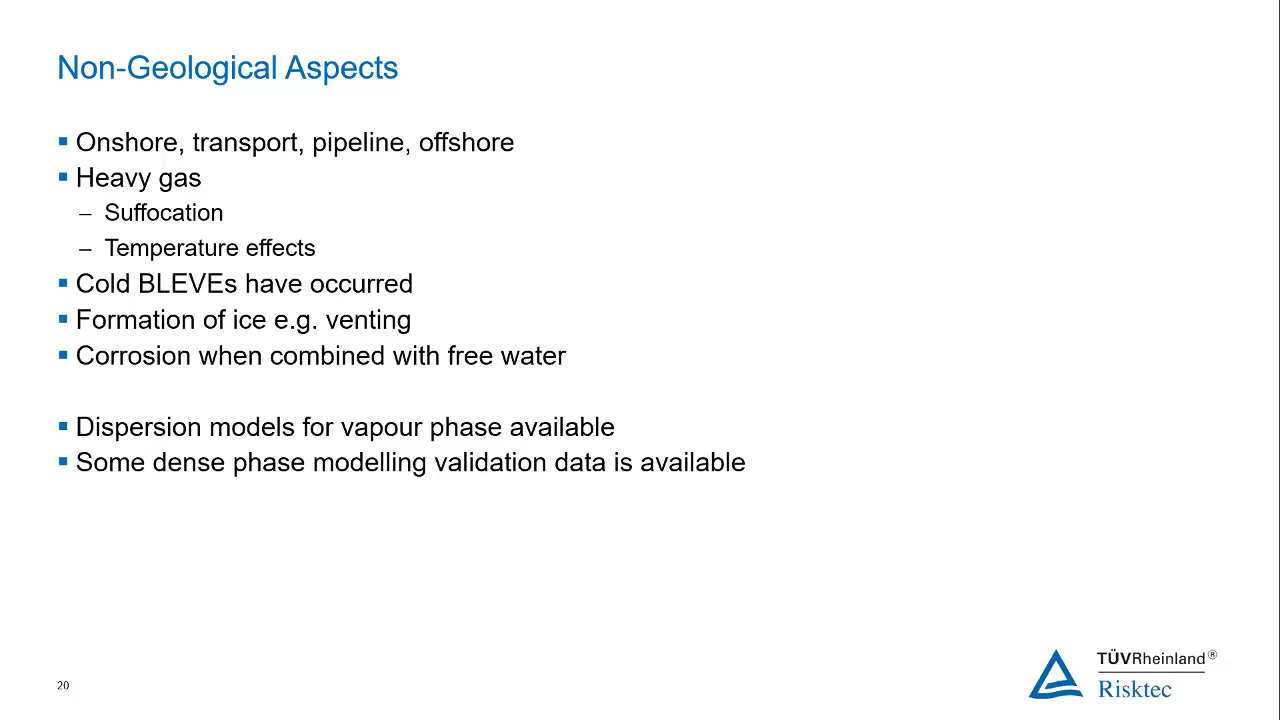 Non-Geological Aspects
▪ Onshore, transport, pipeline, offshore
▪ Heavy gas
– Suffocation
– Temperature effects
▪ Cold BLEVEs have occurred
▪ Formation of ice e.g. venting
▪ Corrosion when combined with free water
▪ Dispersion models for vapour phase available
▪ Some dense phase modelling validation data is available
20
TÜVRheinland®
Risktec